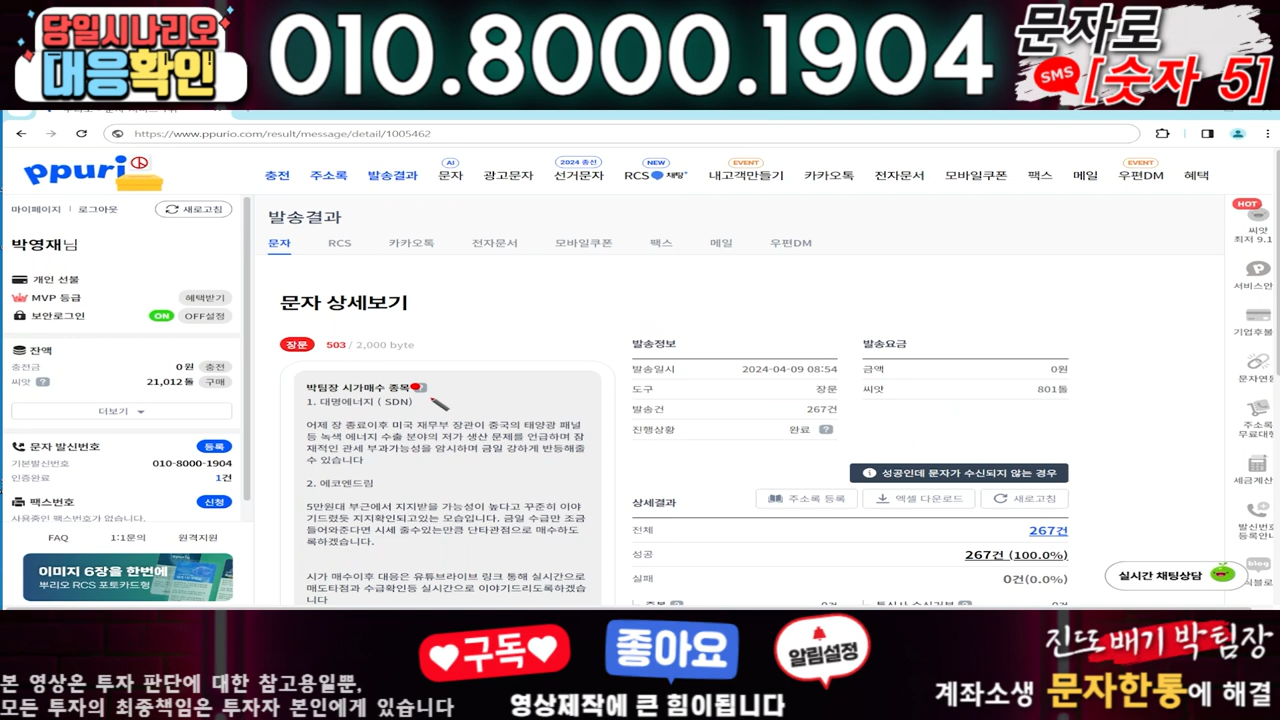 당일시나리오
대응확인
010.8000.1904
문자로
SMS
[숫자 5]
https://www.ppurio.com/result/message/detail/1005462
ppuri
충전
주소록
발송결과
AI
문자
광고문자
2024 총선
선거문자
NEW
RCS 채팅+
EVENT
내고객만들기
카카오톡
전자문서
모바일쿠폰
팩스
메일
EVENT
우편DM
혜택
마이페이지 | 로그아웃
새로고침
박영재님
개인 선불
MVP 등급
혜택받기
보안로그인
ON
OFF설정
잔액
충전금
0원
충전
씨앗 ?
21,012톨
구매
더보기
문자 발신번호
등록
기본발신번호
010-8000-1904
인증완료
1건
팩스번호
신청
사용중인 팩스번호가 없습니다.
FAQ
1:1문의
원격지원
이미지 6장을 한번에
뿌리오 RCS 포토카드형
발송결과
문자
RCS
카카오톡
전자문서
모바일쿠폰
팩스
메일
우편DM
문자 상세보기
장문
503 / 2,000 byte
박팀장 시가매수 종목
1. 대명에너지 ( SDN)
어제 장 종료이후 미국 재무부 장관이 중국의 태양광 패널
등 녹색 에너지 수출 분야의 저가 생산 문제를 언급하며 잠
재적인 관세 부과가능성을 암시하며 금일 강하게 반등해줄
수 있습니다
2. 에코앤드림
5만원대 부근에서 지지받을 가능성이 높다고 꾸준히 이야
기드렸듯 지지확인되고있는 모습입니다. 금일 수급만 조금
들어와준다면 시세 줄수있는만큼 단타관점으로 매수하도
록하겠습니다.
시가 매수이후 대응은 유튜브라이브 링크 통해 실시간으로
매도타점과 수급확인등 실시간으로 이야기드리도록하겠습
니다
발송정보
발송일시
2024-04-09 08:54
도구
장문
발송건
267건
진행상황
완료 ?
발송요금
금액
0원
씨앗
801톨
성공인데 문자가 수신되지 않는 경우
상세결과
주소록 등록
엑셀 다운로드
새로고침
전체
267건
성공
267건 (100.0%)
실패
0건(0.0%)
HOT
씨앗
최저 9.1
서비스안
기업후불
문자연동
주소록
무료대행
세금계산
발신번호
등록안내
blog
실시간 채팅상담
구독
좋아요
알림설정
영상제작에 큰 힘이됩니다
본 영상은 투자 판단에 대한 참고용일뿐,
모든 투자의 최종책임은 투자자 본인에게 있습니다
진또배기 박팀장
계좌소생 문자한통에 해결